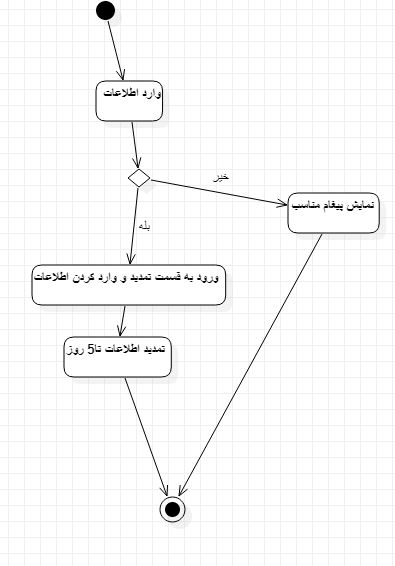 وارد اطلاعات
خیر
نمایش پیغام مناسب
بله
ورود به قسمت تمدید و وارد کردن اطلاعات
تمدید اطلاعات تا5 روز